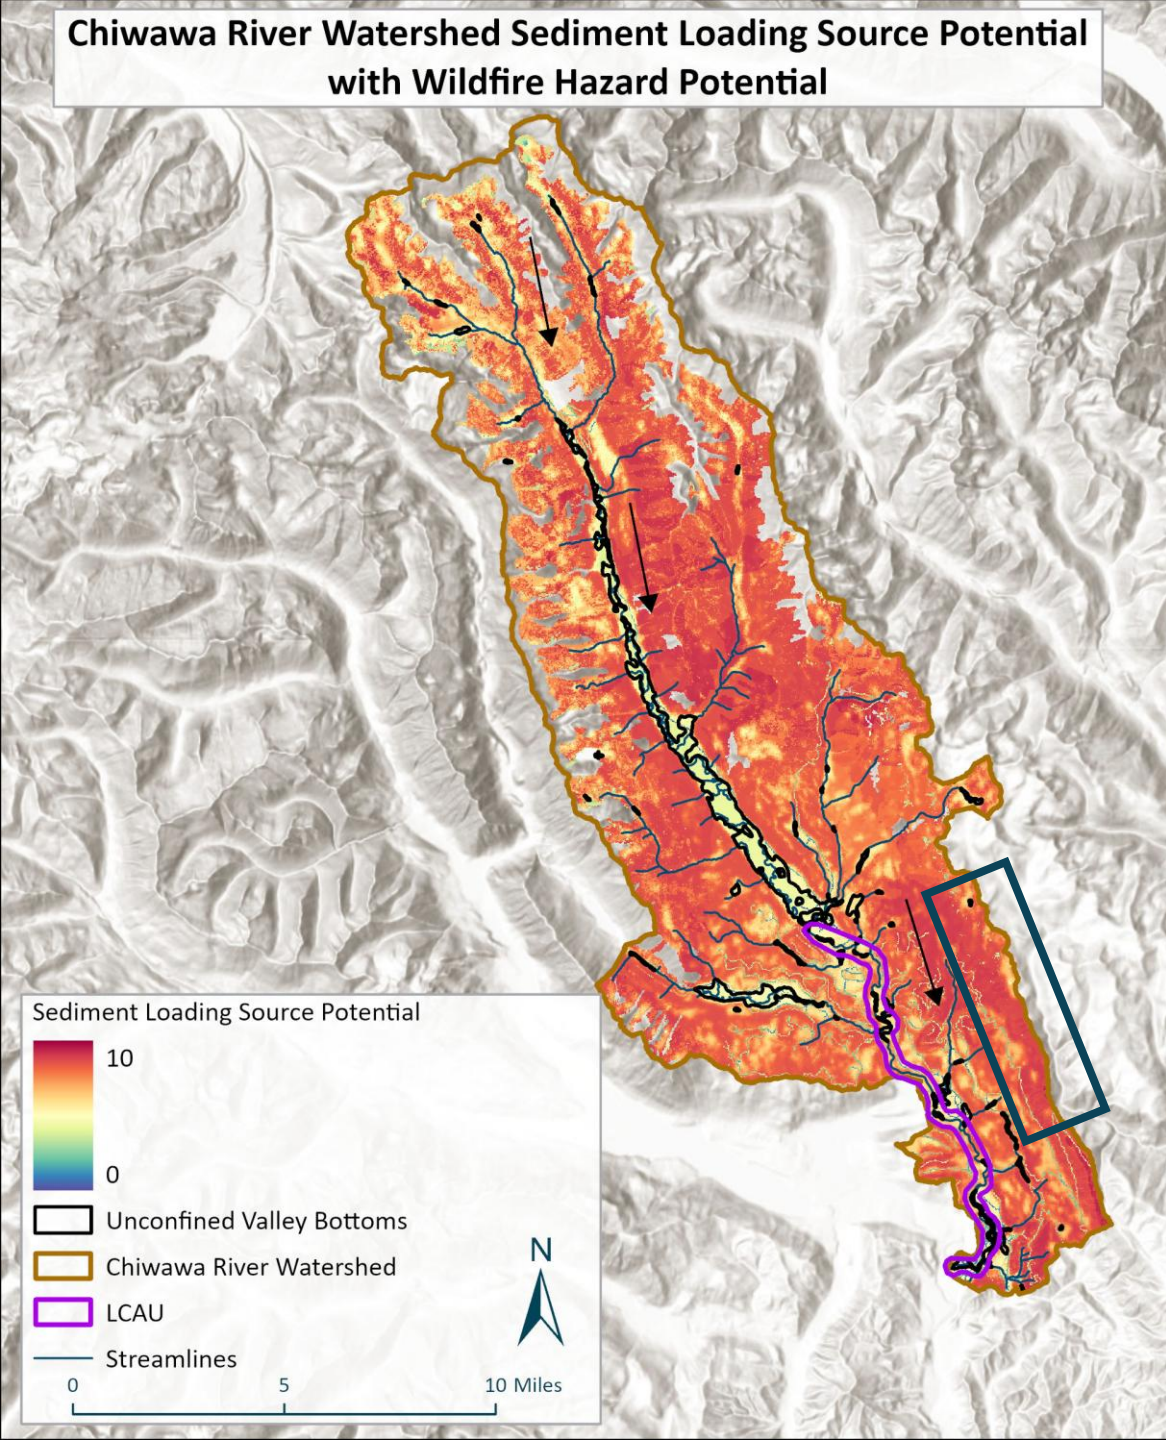 Chiwawa River Watershed Sediment Loading Source Potential
with Wildfire Hazard Potential
Sediment Loading Source Potential
10
0
Unconfined Valley Bottoms
Chiwawa River Watershed
LCAU
Streamlines
N
0 5 10 Miles